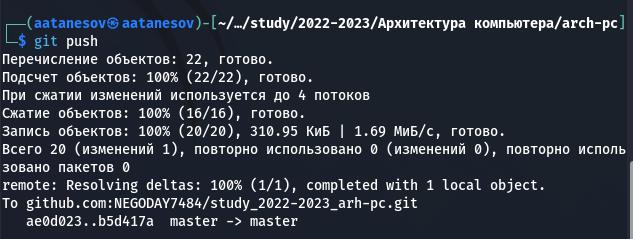 ┌──(aatanesov㉿aatanesov)-[~/…/study/2022-2023/Архитектура компьютера/arch-pc]
└─$ git push
Перечисление объектов: 22, готово.
Подсчет объектов: 100% (22/22), готово.
При сжатии изменений используется до 4 потоков
Сжатие объектов: 100% (16/16), готово.
Запись объектов: 100% (20/20), 310.95 КиБ | 1.69 МиБ/с, готово.
Всего 20 (изменений 1), повторно использовано 0 (изменений 0), повторно исполь
зовано пакетов 0
remote: Resolving deltas: 100% (1/1), completed with 1 local object.
To github.com:NEGODAY7484/study_2022-2023_arh-pc.git
   ae0d023..b5d417a  master -> master